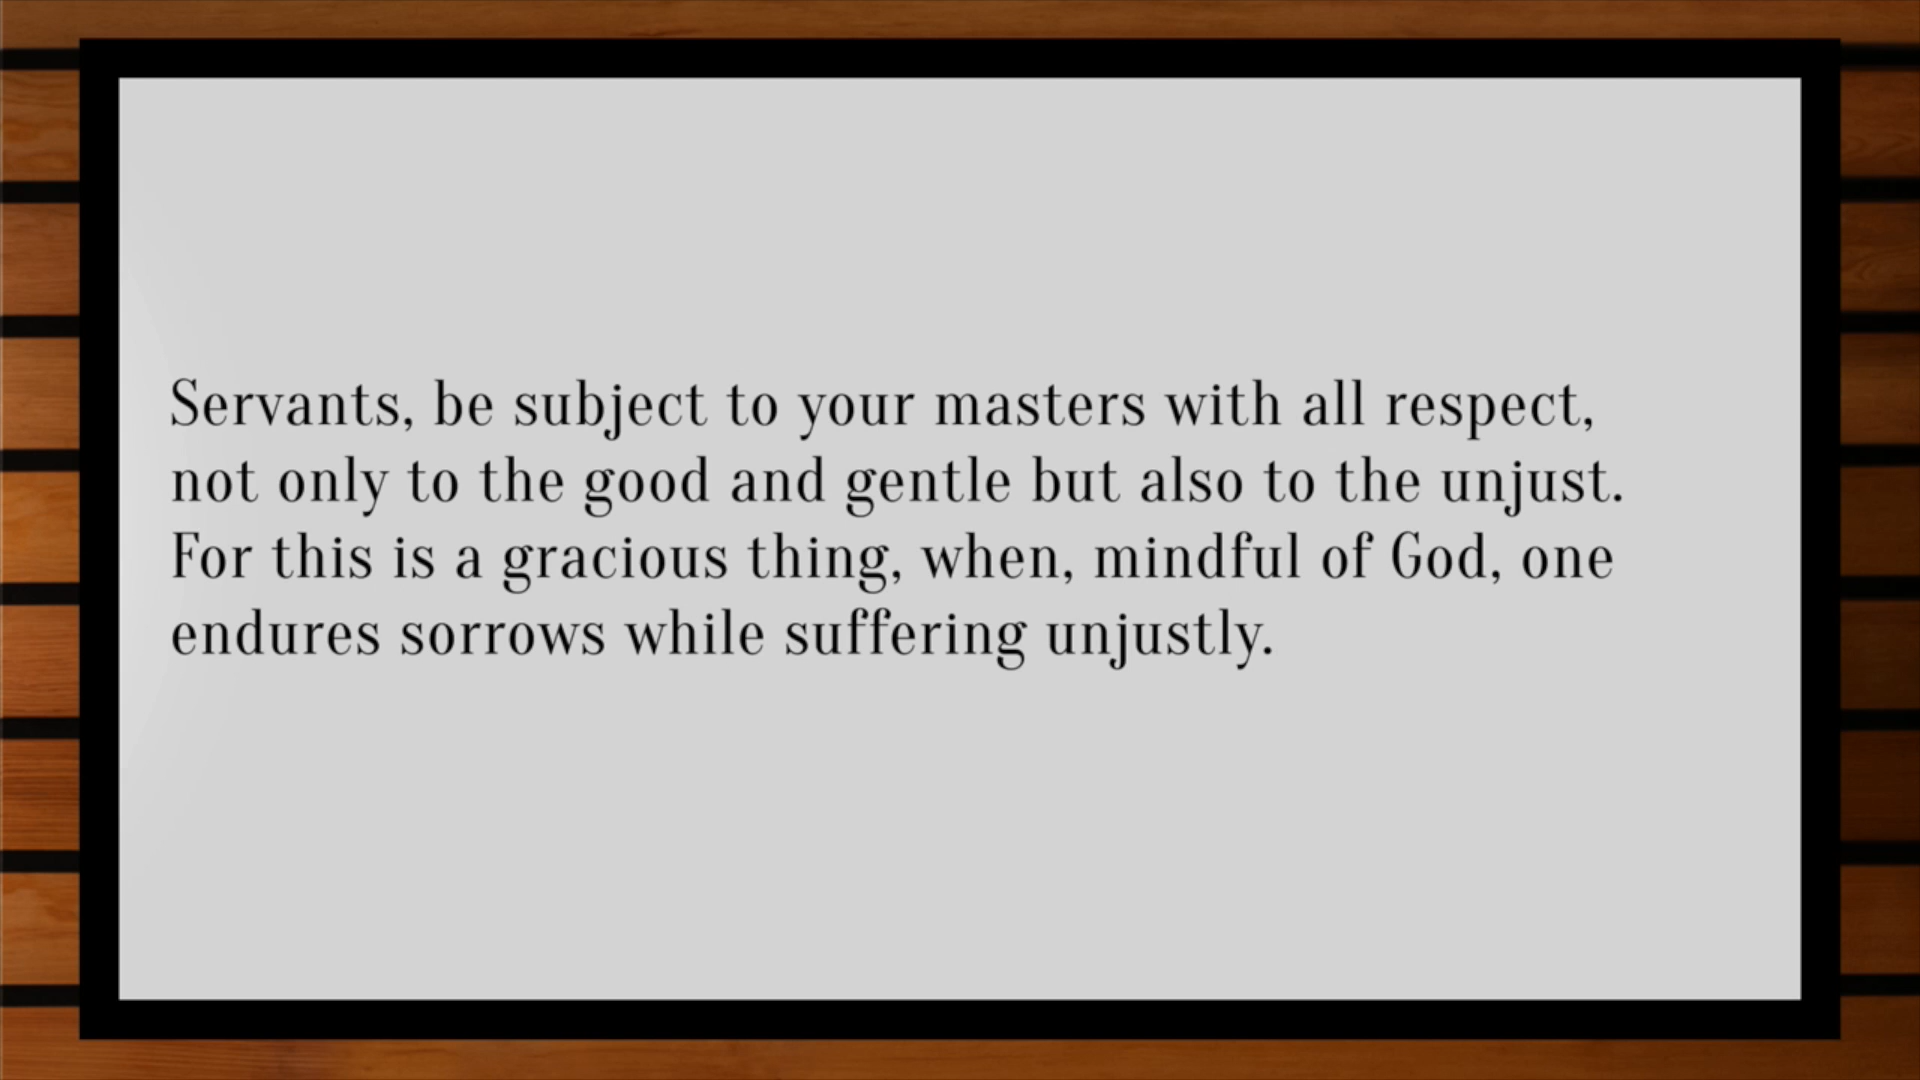 Servants, be subject to your masters with all respect,
not only to the good and gentle but also to the unjust.
For this is a gracious thing, when, mindful of God, one
endures sorrows while suffering unjustly.